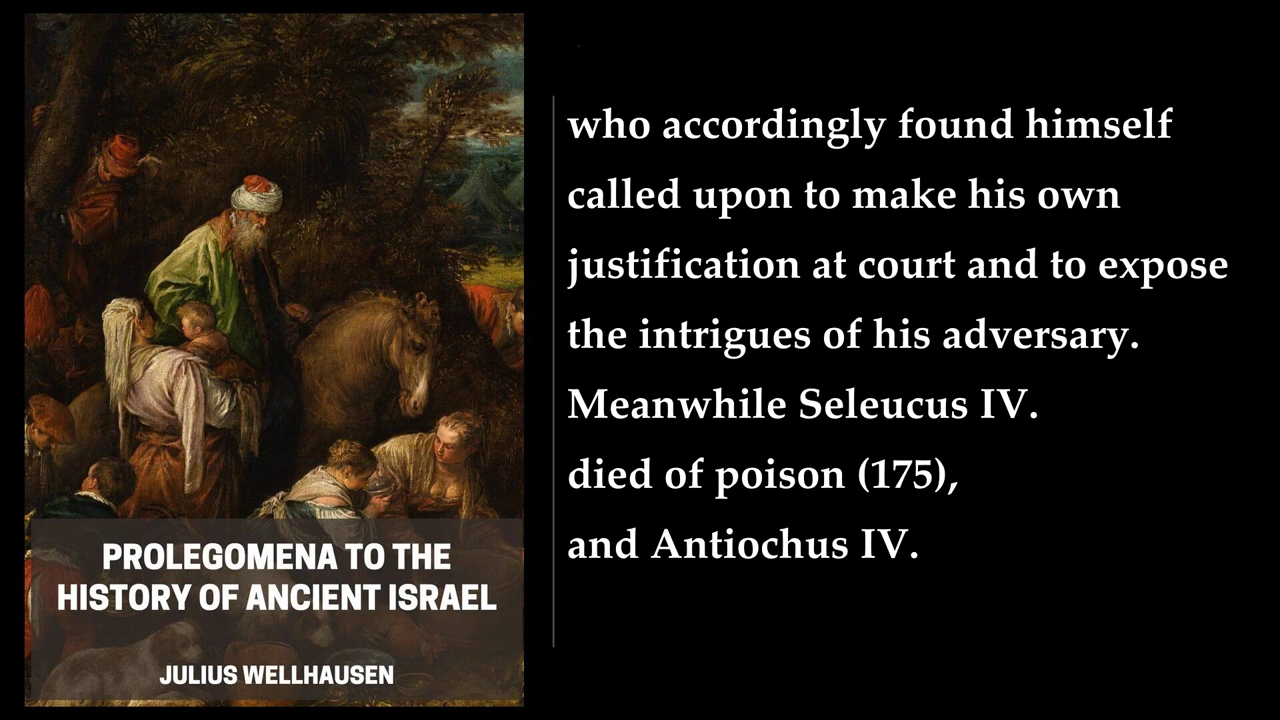 who accordingly found himself
called upon to make his own
justification at court and to expose
the intrigues of his adversary.
Meanwhile Seleucus IV.
died of poison (175),
and Antiochus IV.
PROLEGOMENA TO THE
HISTORY OF ANCIENT ISRAEL
JULIUS WELLHAUSEN